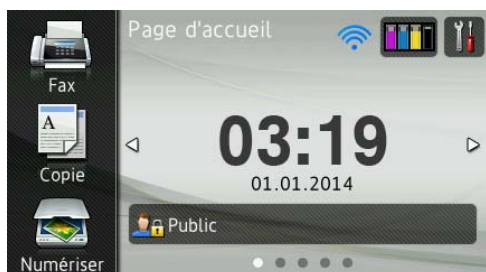 Page d'accueil
Fax
A
Copie
03:19
01.01.2014
Public
Numériser